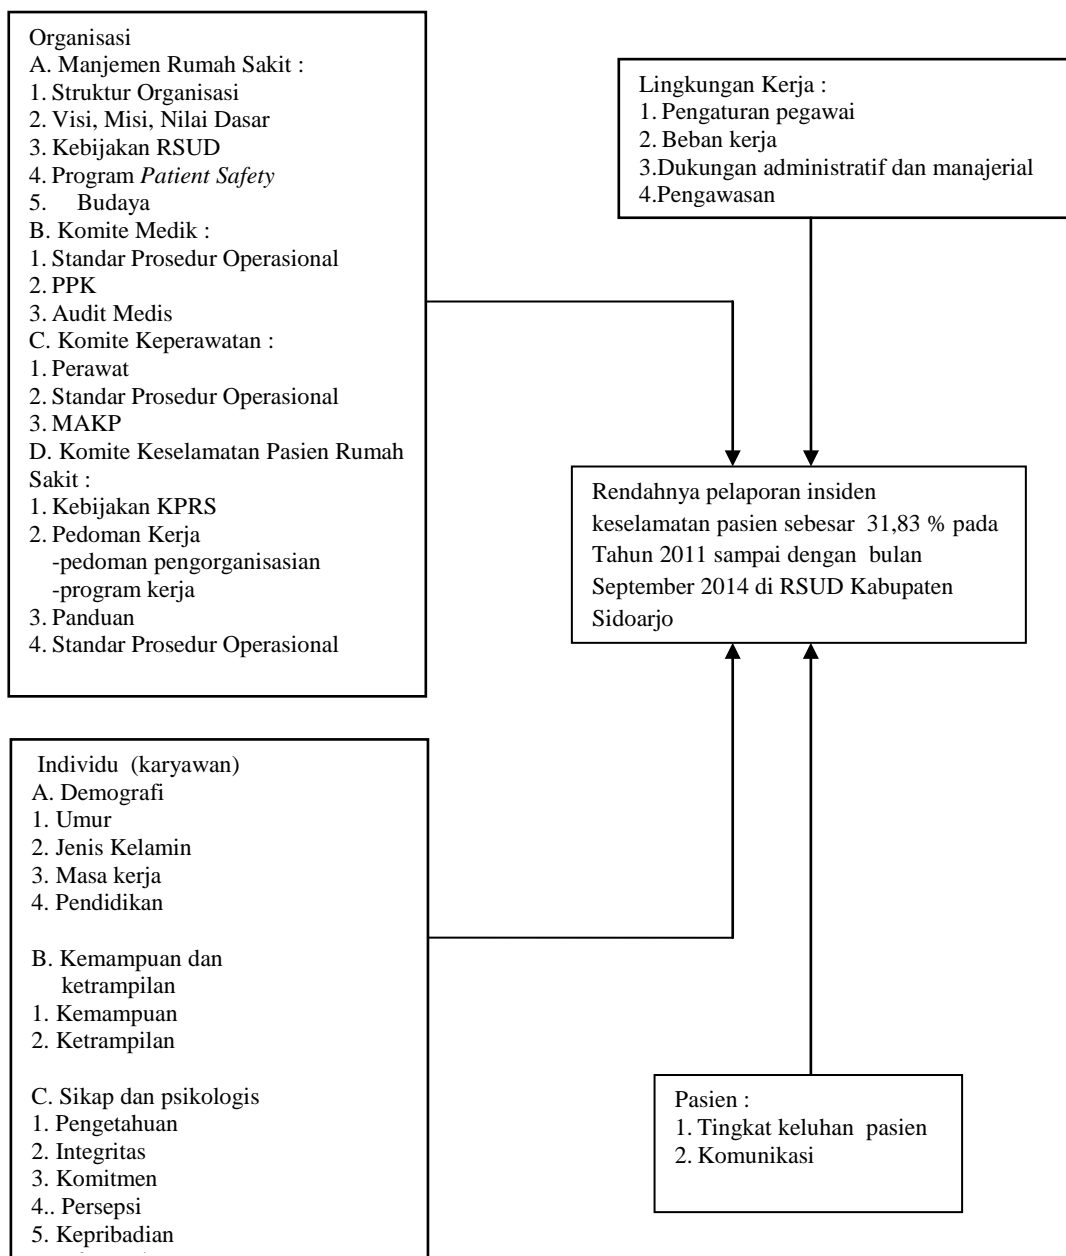 Organisasi
A. Manjemen Rumah Sakit :
1. Struktur Organisasi
2. Visi, Misi, Nilai Dasar
3. Kebijakan RSUD
4. Program Patient Safety
5. Budaya
B. Komite Medik :
1. Standar Prosedur Operasional
2. PPK
3. Audit Medis
C. Komite Keperawatan :
1. Perawat
2. Standar Prosedur Operasional
3. MAKP
D. Komite Keselamatan Pasien Rumah
Sakit :
1. Kebijakan KPRS
2. Pedoman Kerja
-pedoman pengorganisasian
-program kerja
3. Panduan
4. Standar Prosedur Operasional
Lingkungan Kerja :
1. Pengaturan pegawai
2. Beban kerja
3.Dukungan administratif dan manajerial
4.Pengawasan
Rendahnya pelaporan insiden
keselamatan pasien sebesar 31,83 % pada
Tahun 2011 sampai dengan bulan
September 2014 di RSUD Kabupaten
Sidoarjo
Individu (karyawan)
A. Demografi
1. Umur
2. Jenis Kelamin
3. Masa kerja
4. Pendidikan
B. Kemampuan dan
ketrampilan
1. Kemampuan
2. Ketrampilan
C. Sikap dan psikologis
1. Pengetahuan
2. Integritas
3. Komitmen
4.. Persepsi
5. Kepribadian
Pasien :
1. Tingkat keluhan pasien
2. Komunikasi